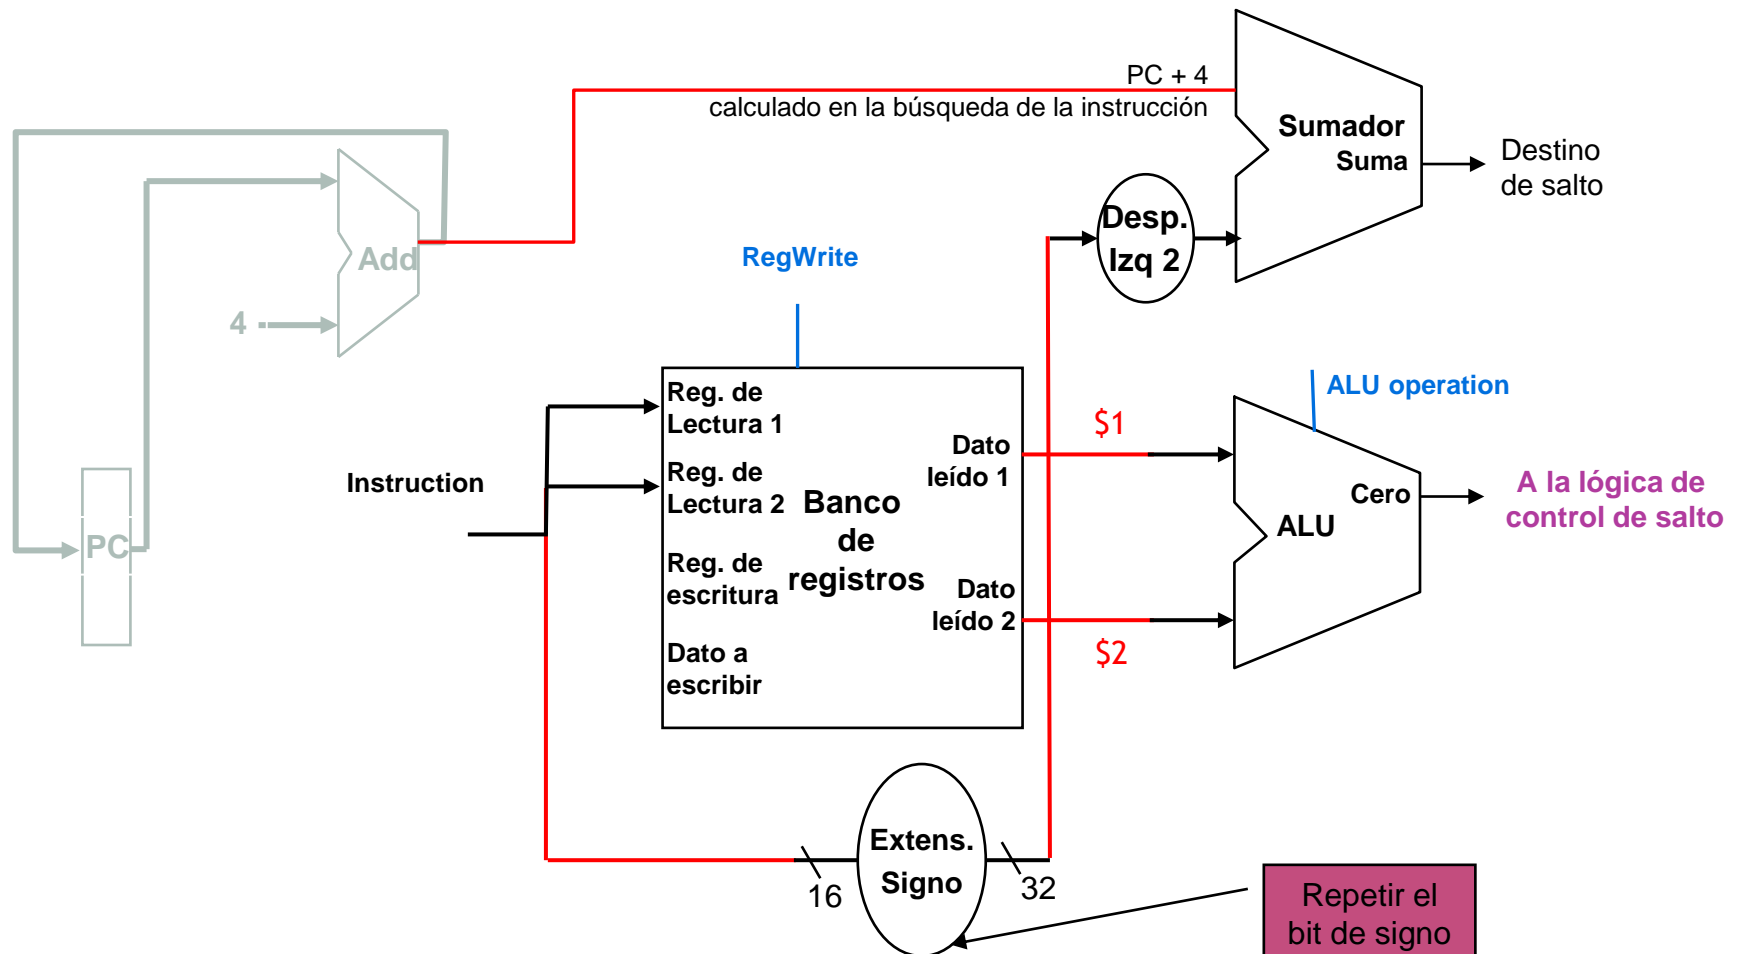 PC + 4
calculado en la búsqueda de la instrucción
Sumador
Suma
Destino
de salto
Desp.
Izq 2
Add
4
PC
RegWrite
ALU operation
Instruction
Reg. de
Lectura 1
Reg. de
Lectura 2
Reg. de
escritura
Dato a
escribir
Banco
de
registros
Dato
leído 1
Dato
leído 2
$1
$2
Cero
ALU
A la lógica de
control de salto
Extens.
Signo
16
32
Repetir el
bit de signo